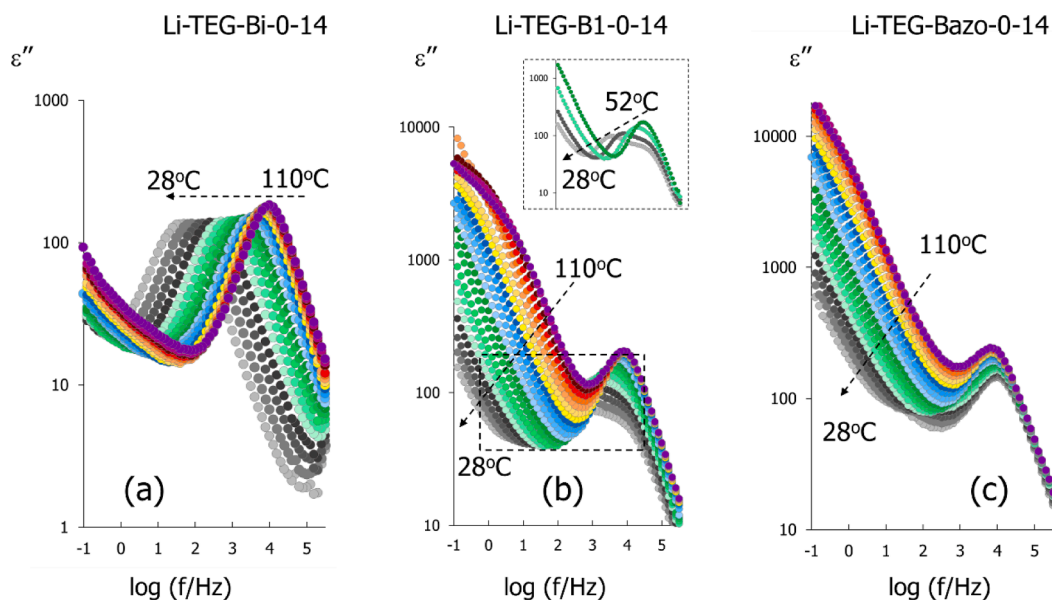 Li-TEG-Bi-0-14
ε″
1000
100
10
1
28°C
110°C
(a)
-1 0 1 2 3 4 5
log (f/Hz)
Li-TEG-B1-0-14
ε″
10000
1000
100
10
1000
100
10
52°C
28°C
110°C
28°C
(b)
-1 0 1 2 3 4 5
log (f/Hz)
Li-TEG-Bazo-0-14
ε″
10000
1000
100
10
110°C
28°C
(c)
-1 0 1 2 3 4 5
log (f/Hz)